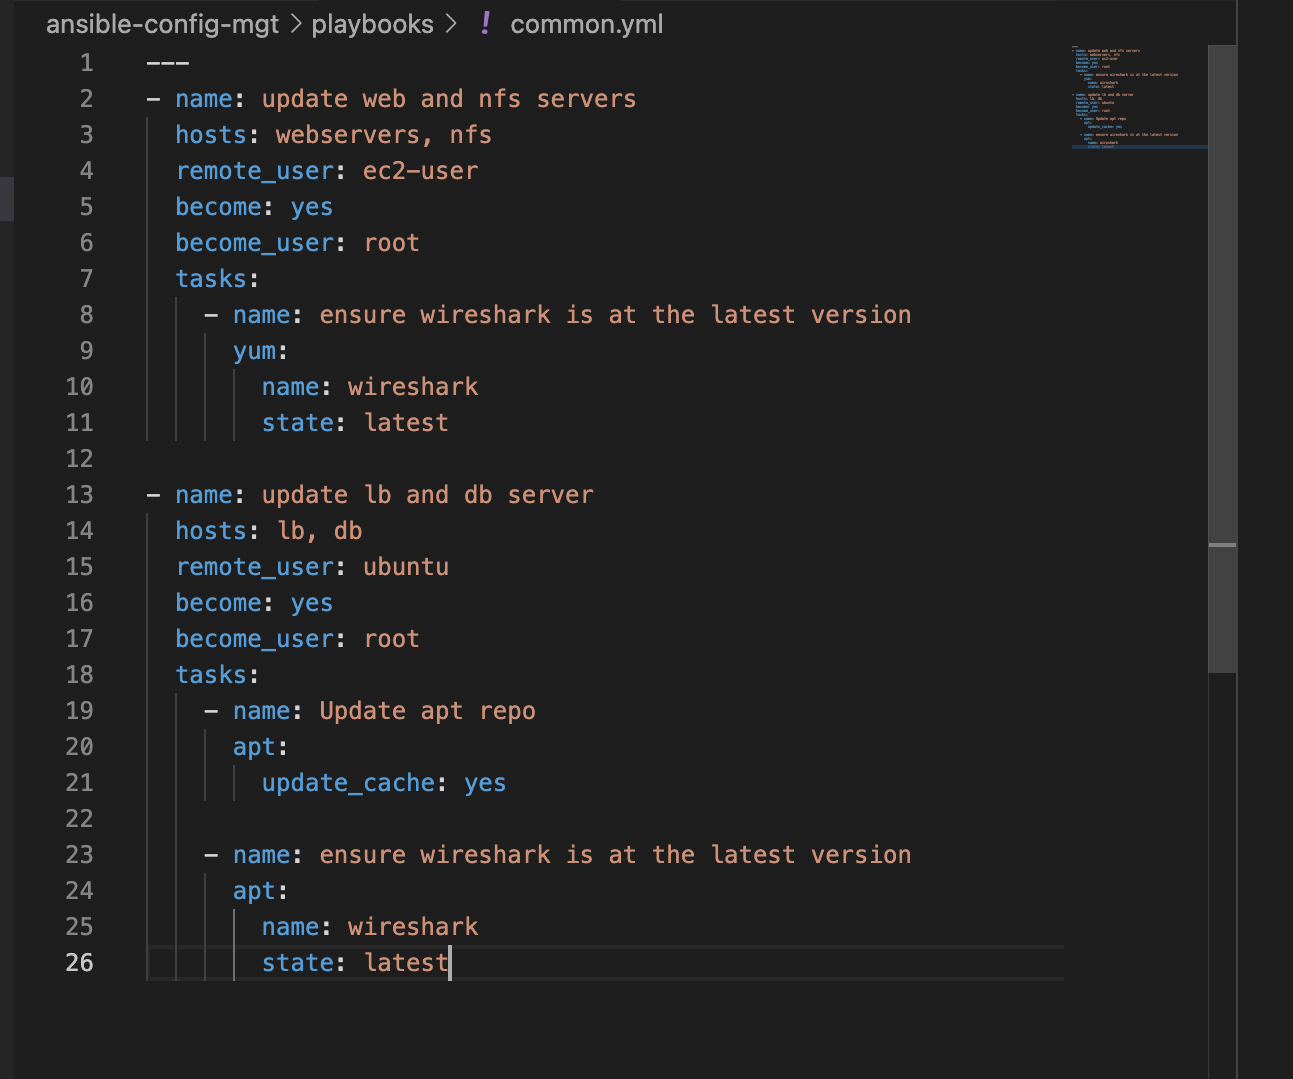 ansible-config-mgt > playbooks > ! common.yml
1 ---
2 - name: update web and nfs servers
3   hosts: webservers, nfs
4   remote_user: ec2-user
5   become: yes
6   become_user: root
7   tasks:
8     - name: ensure wireshark is at the latest version
9       yum:
10         name: wireshark
11         state: latest
12
13 - name: update lb and db server
14   hosts: lb, db
15   remote_user: ubuntu
16   become: yes
17   become_user: root
18   tasks:
19     - name: Update apt repo
20       apt:
21         update_cache: yes
22
23     - name: ensure wireshark is at the latest version
24       apt:
25         name: wireshark
26         state: latest